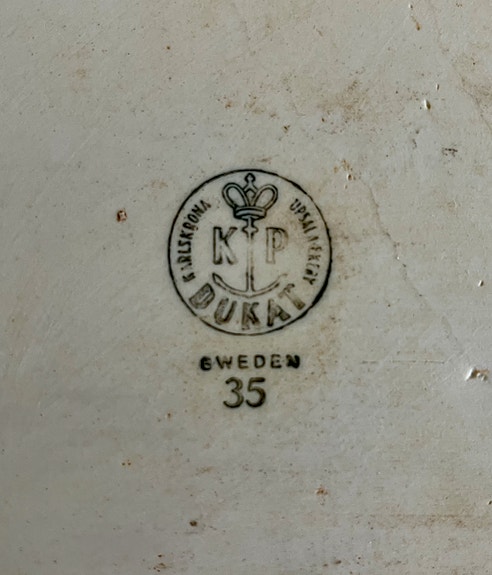 KARLSKRONA UPSALA-EKEBY
K P
DUKAT
SWEDEN
35